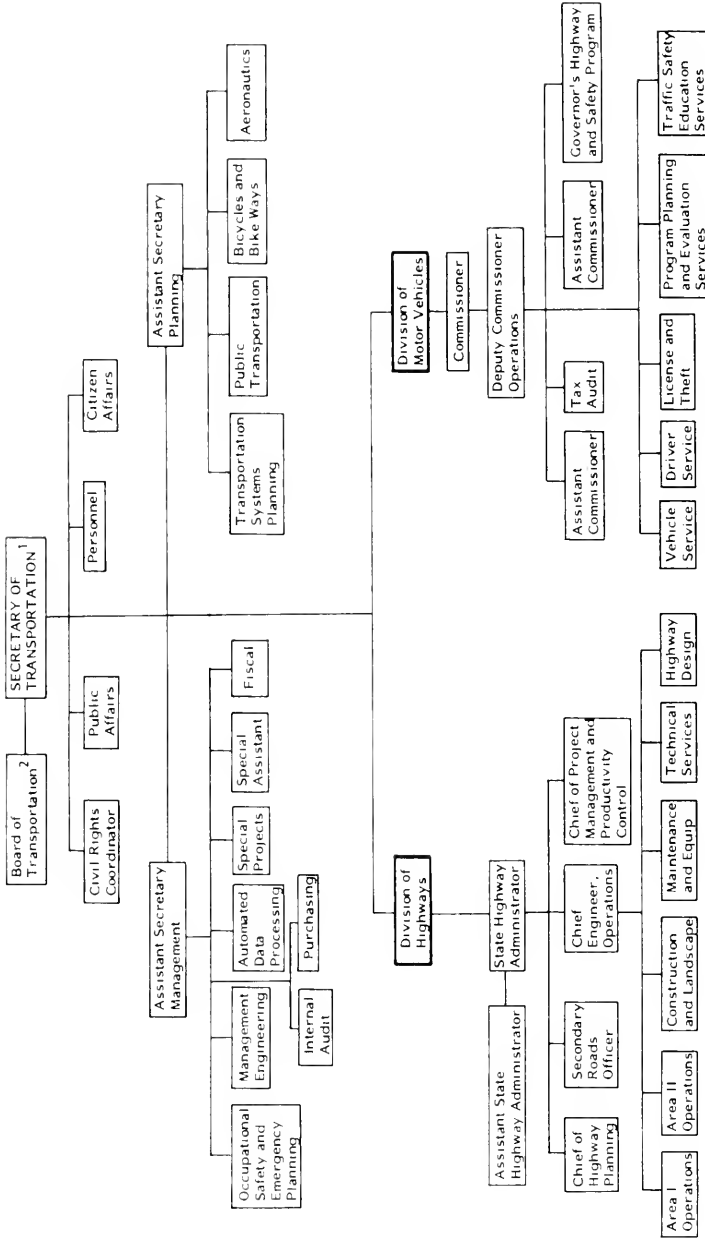 Board of
Transportation2
SECRETARY OF
TRANSPORTATION1
Civil Rights
Coordinator
Public
Affairs
Personnel
Citizen
Affairs
Assistant Secretary
Management
Assistant Secretary
Planning
Occupational
Safety and
Emergency
Planning
Management
Engineering
Automated
Data
Processing
Special
Projects
Special
Assistant
Fiscal
Internal
Audit
Purchasing
Transportation
Systems
Planning
Public
Transportation
Bicycles and
Bike Ways
Aeronautics
Division of
Highways
Assistant State
Highway Administrator
State Highway
Administrator
Chief of
Highway
Planning
Secondary
Roads
Officer
Chief
Engineer,
Operations
Chief of Project
Management and
Productivity
Control
Area I
Operations
Area II
Operations
Construction
and Landscape
Maintenance
and Equip
Technical
Services
Highway
Design
Division of
Motor Vehicles
Commissioner
Deputy Commissioner
Operations
Assistant
Commissioner
Tax
Audit
Assistant
Commissioner
Governor's Highway
and Safety Program
Vehicle
Service
Driver
Service
License and
Theft
Program Planning
and Evaluation
Services
Traffic Safety
Education
Services